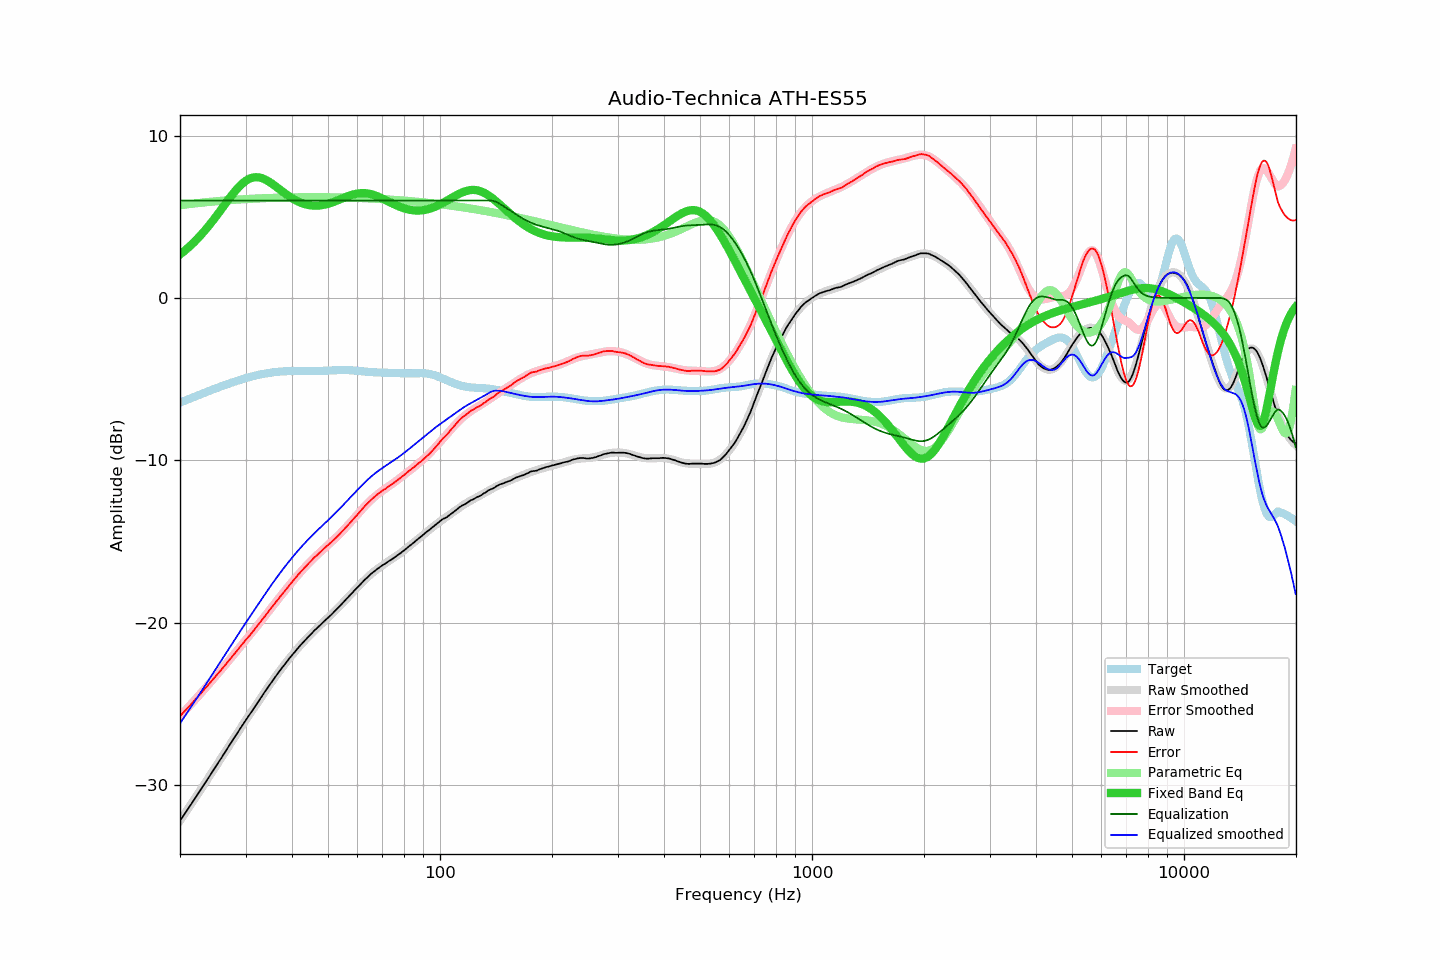 Audio-Technica ATH-ES55
10
0
−10
−20
−30
Amplitude (dBr)
100
1000
10000
Frequency (Hz)
Target
Raw Smoothed
Error Smoothed
Raw
Error
Parametric Eq
Fixed Band Eq
Equalization
Equalized smoothed